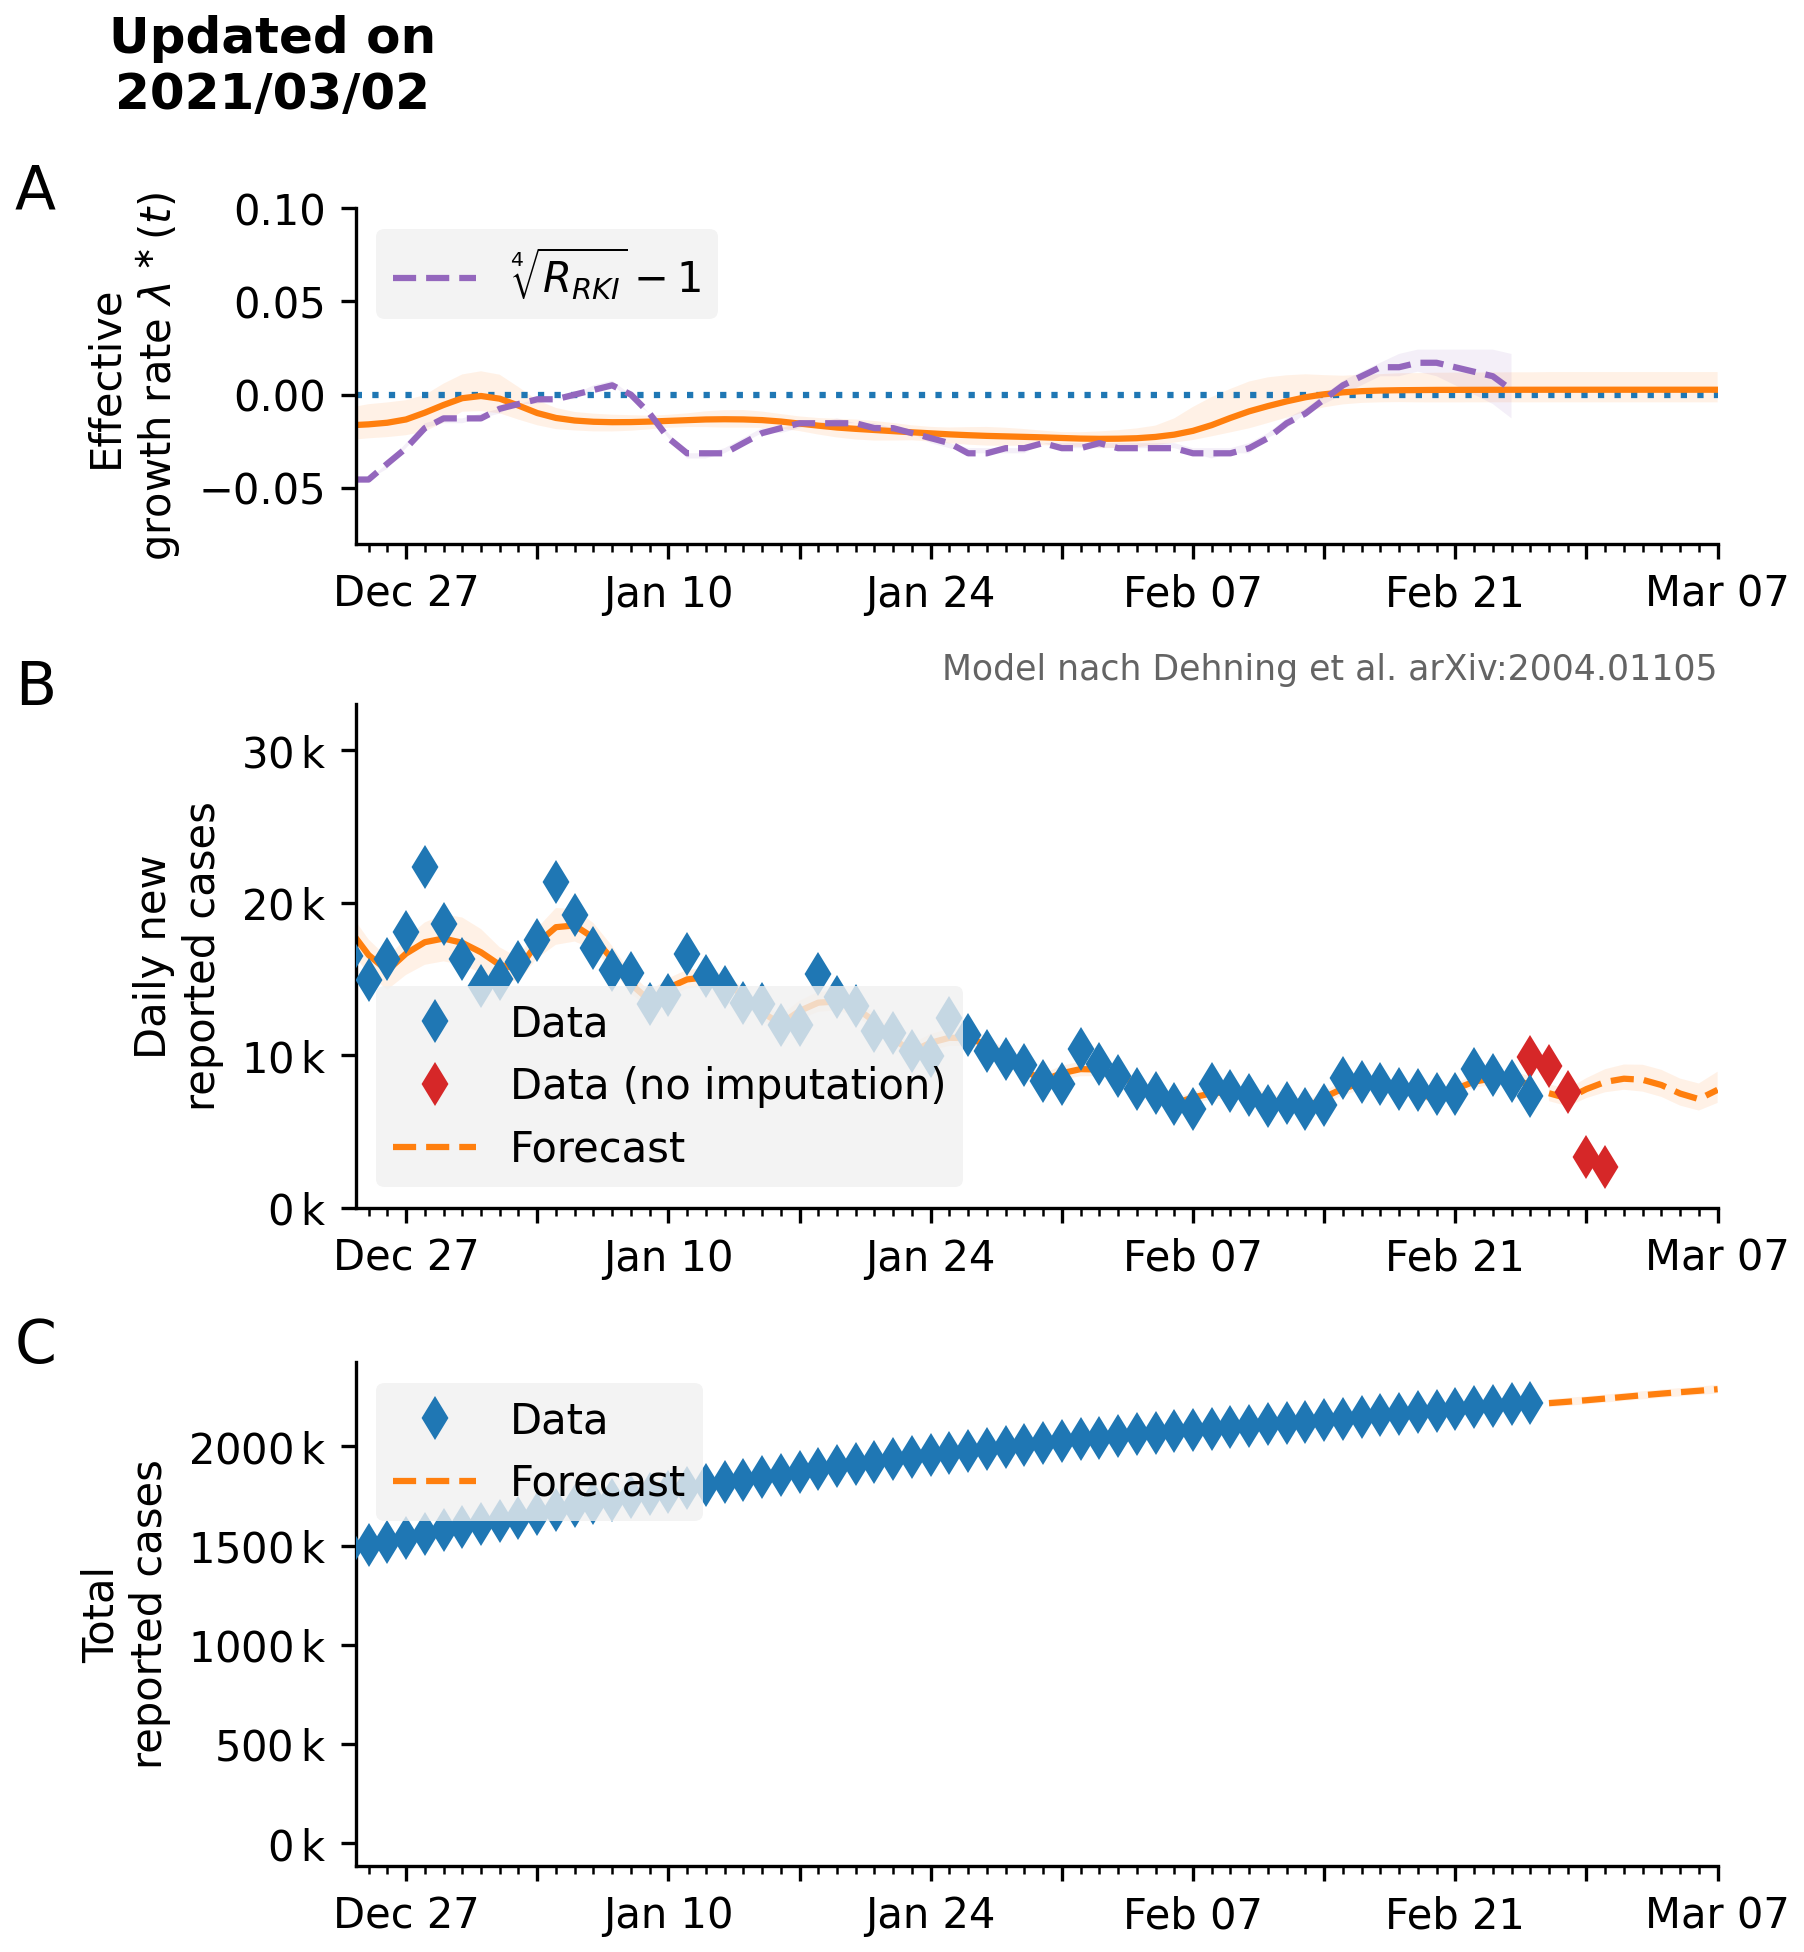 Updated on
2021/03/02
A
Effective
growth rate λ * (t)
0.10
0.05
0.00
−0.05
∜R_RKI − 1
Dec 27 Jan 10 Jan 24 Feb 07 Feb 21 Mar 07
Model nach Dehning et al. arXiv:2004.01105
B
Daily new
reported cases
30 k
20 k
10 k
0 k
Data
Data (no imputation)
Forecast
Dec 27 Jan 10 Jan 24 Feb 07 Feb 21 Mar 07
C
Total
reported cases
2000 k
1500 k
1000 k
500 k
0 k
Data
Forecast
Dec 27 Jan 10 Jan 24 Feb 07 Feb 21 Mar 07